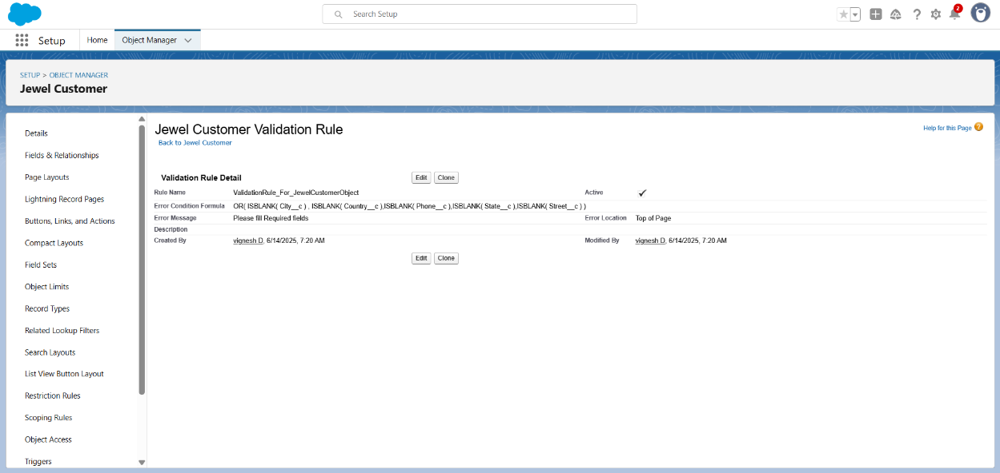 Search Setup
2
Setup
Home
Object Manager
SETUP > OBJECT MANAGER
Jewel Customer
Details
Fields & Relationships
Page Layouts
Lightning Record Pages
Buttons, Links, and Actions
Compact Layouts
Field Sets
Object Limits
Record Types
Related Lookup Filters
Search Layouts
List View Button Layout
Restriction Rules
Scoping Rules
Object Access
Triggers
Jewel Customer Validation Rule
Help for this Page ?
Back to Jewel Customer
Validation Rule Detail
Edit Clone
Rule Name ValidationRule_For_JewelCustomerObject Active ✓
Error Condition Formula OR( ISBLANK( City__c ) , ISBLANK( Country__c ),ISBLANK( Phone__c ),ISBLANK( State__c ),ISBLANK( Street__c ) )
Error Message Please fill Required fields Error Location Top of Page
Description
Created By vignesh D, 6/14/2025, 7:20 AM Modified By vignesh D, 6/14/2025, 7:20 AM
Edit Clone